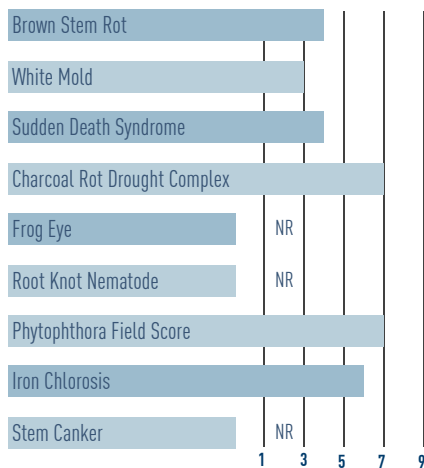 Brown Stem Rot
White Mold
Sudden Death Syndrome
Charcoal Rot Drought Complex
Frog Eye NR
Root Knot Nematode NR
Phytophthora Field Score
Iron Chlorosis
Stem Canker NR
1 3 5 7 9